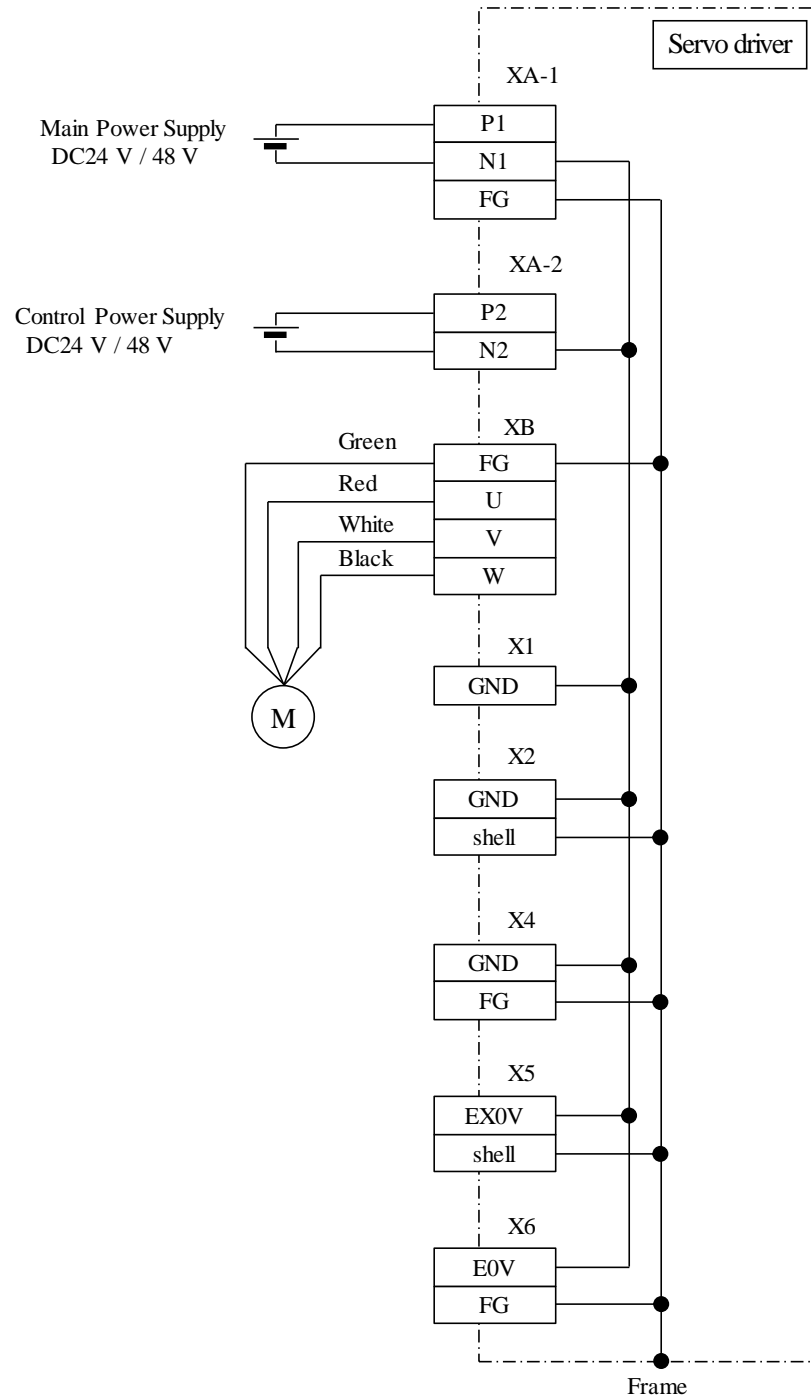 Servo driver
XA-1
Main Power Supply
DC24 V / 48 V
P1
N1
FG
XA-2
Control Power Supply
DC24 V / 48 V
P2
N2
XB
Green
FG
Red
U
White
V
Black
W
X1
GND
M
X2
GND
shell
X4
GND
FG
X5
EX0V
shell
X6
E0V
FG
Frame